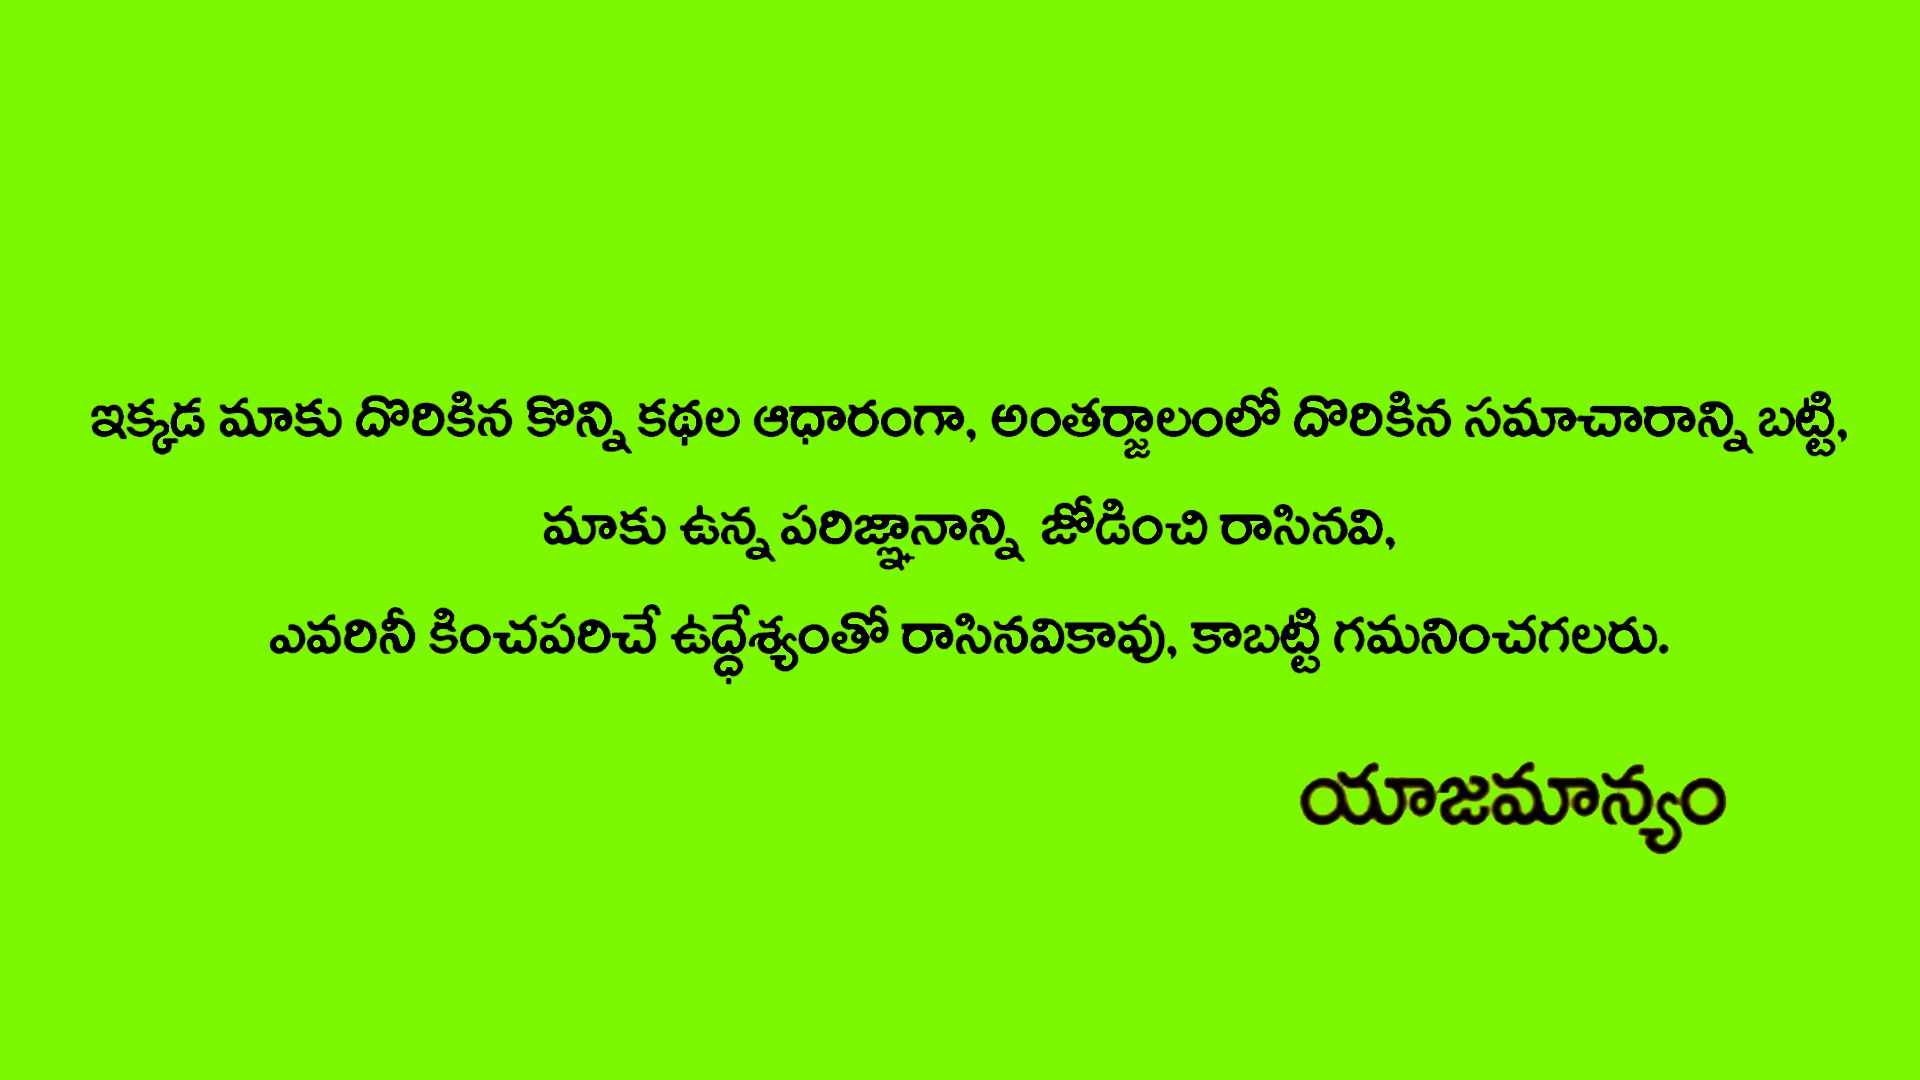 ఇక్కడ మాకు దొరికిన కొన్ని కథల ఆధారంగా, అంతర్జాలంలో దొరికిన సమాచారాన్ని బట్టి,
మాకు ఉన్న పరిజ్ఞానాన్ని జోడించి రాసినవి,
ఎవరినీ కించపరిచే ఉద్ధేశ్యంతో రాసినవికావు, కాబట్టి గమనించగలరు.
యాజమాన్యం